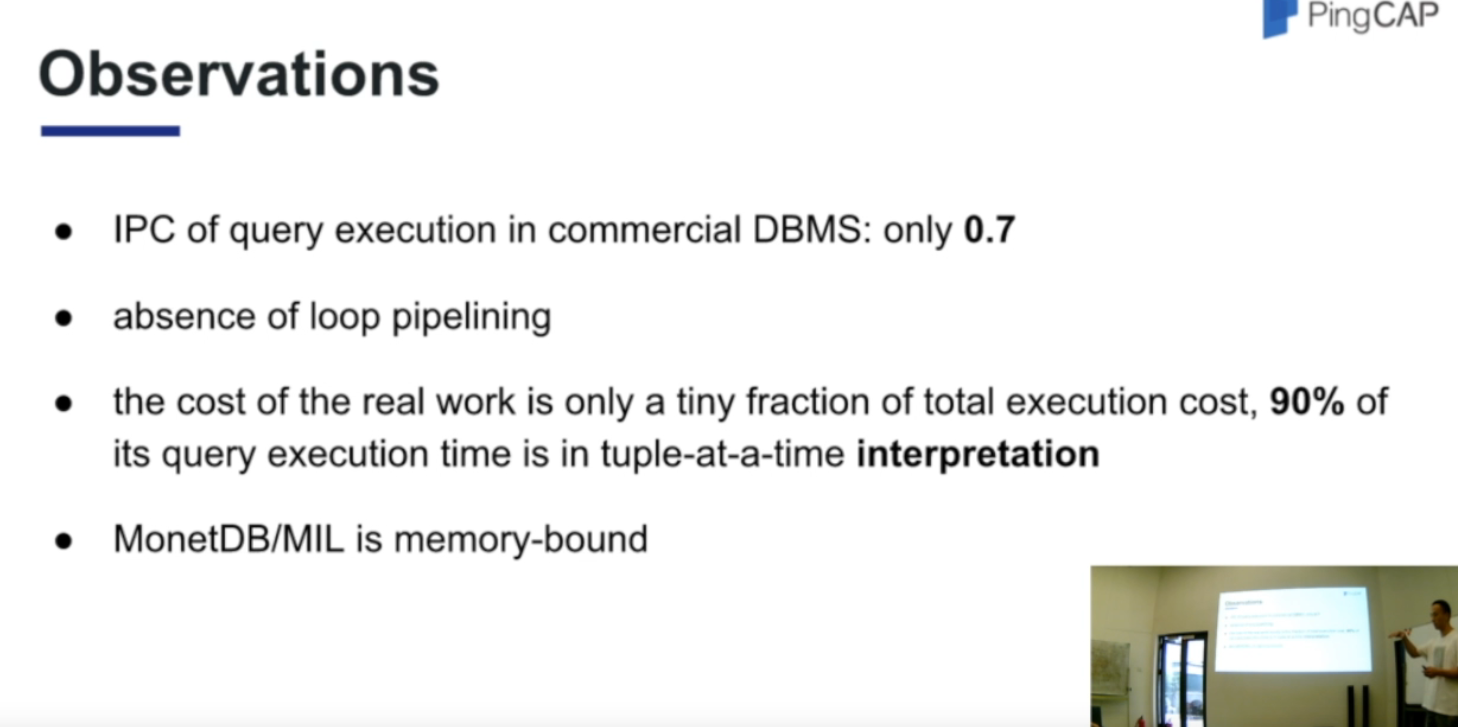 PingCAP
Observations
● IPC of query execution in commercial DBMS: only 0.7
● absence of loop pipelining
● the cost of the real work is only a tiny fraction of total execution cost, 90% of
its query execution time is in tuple-at-a-time interpretation
● MonetDB/MIL is memory-bound
Observations